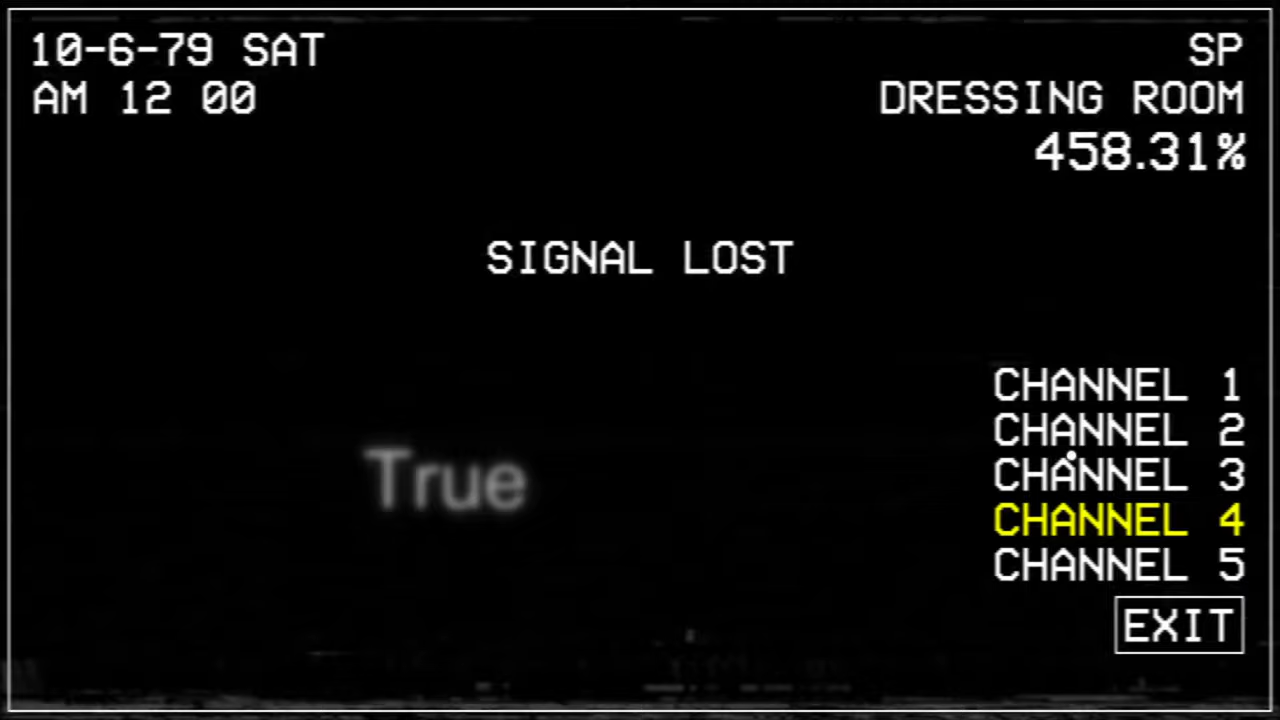 10-6-79 SAT
AM 12 00
SP
DRESSING ROOM
458.31%
SIGNAL LOST
True
CHANNEL 1
CHANNEL 2
CHANNEL 3
CHANNEL 4
CHANNEL 5
EXIT